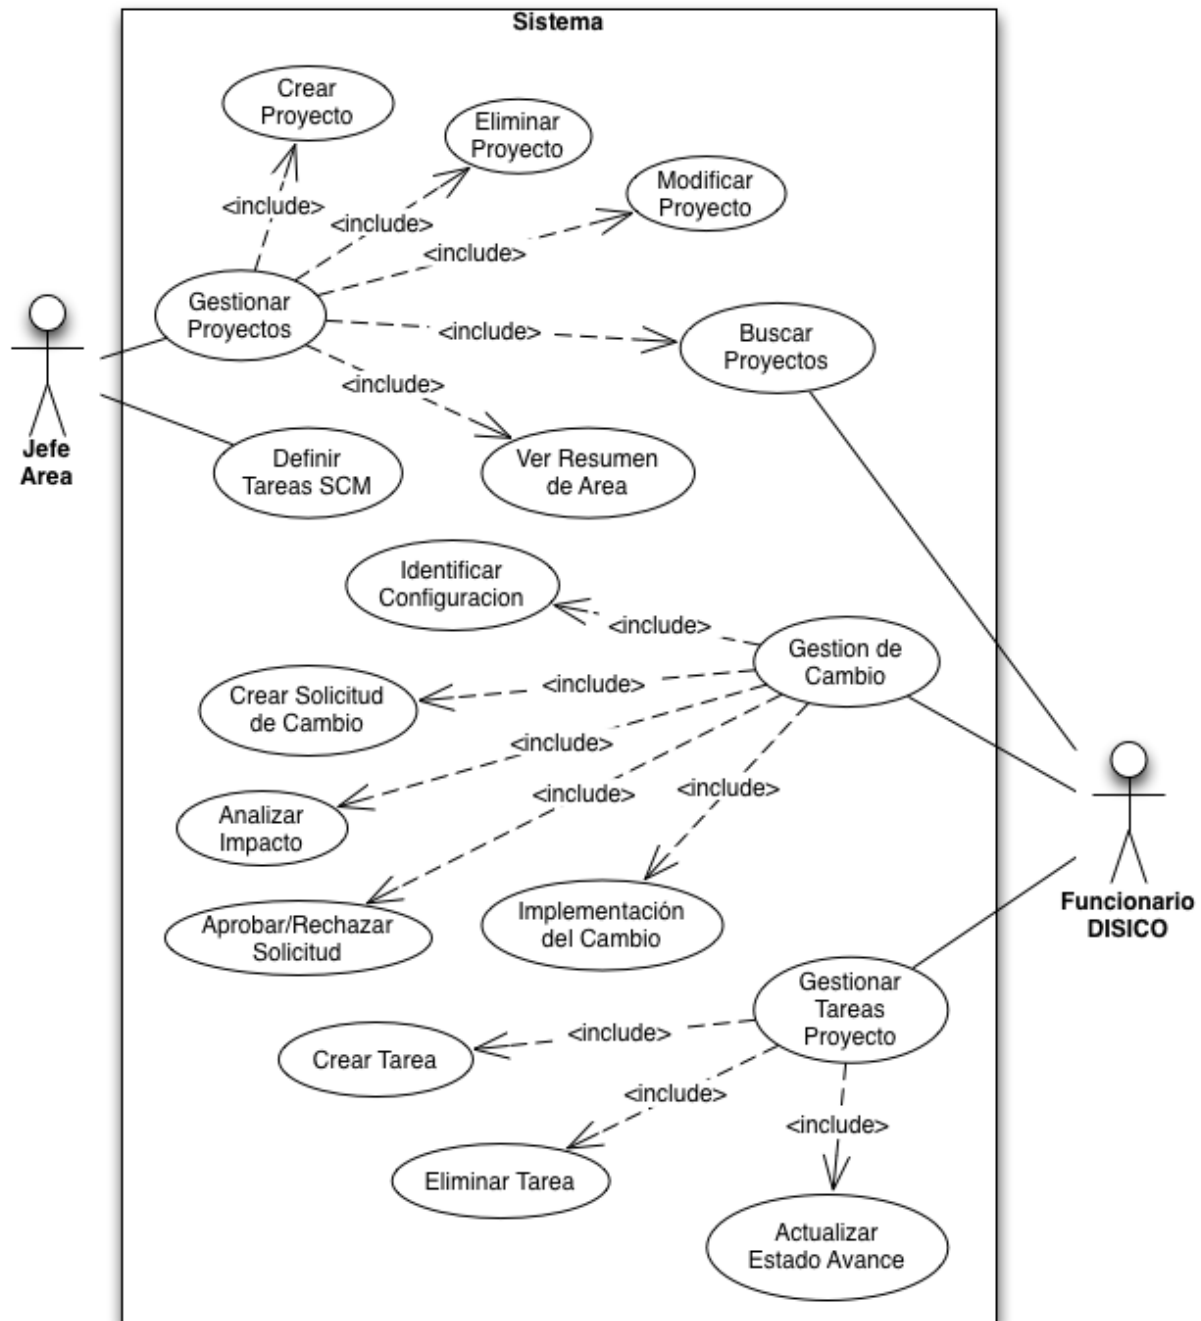 Sistema
Crear
Proyecto
Eliminar
Proyecto
Modificar
Proyecto
<include>
<include>
<include>
Gestionar
Proyectos
<include>
Buscar
Proyectos
<include>
Jefe
Area
Definir
Tareas SCM
Ver Resumen
de Area
Identificar
Configuracion
<include>
Gestion de
Cambio
Crear Solicitud
de Cambio
<include>
<include>
<include>
<include>
Analizar
Impacto
Aprobar/Rechazar
Solicitud
Implementación
del Cambio
Funcionario
DISICO
Gestionar
Tareas
Proyecto
<include>
Crear Tarea
<include>
<include>
Eliminar Tarea
Actualizar
Estado Avance